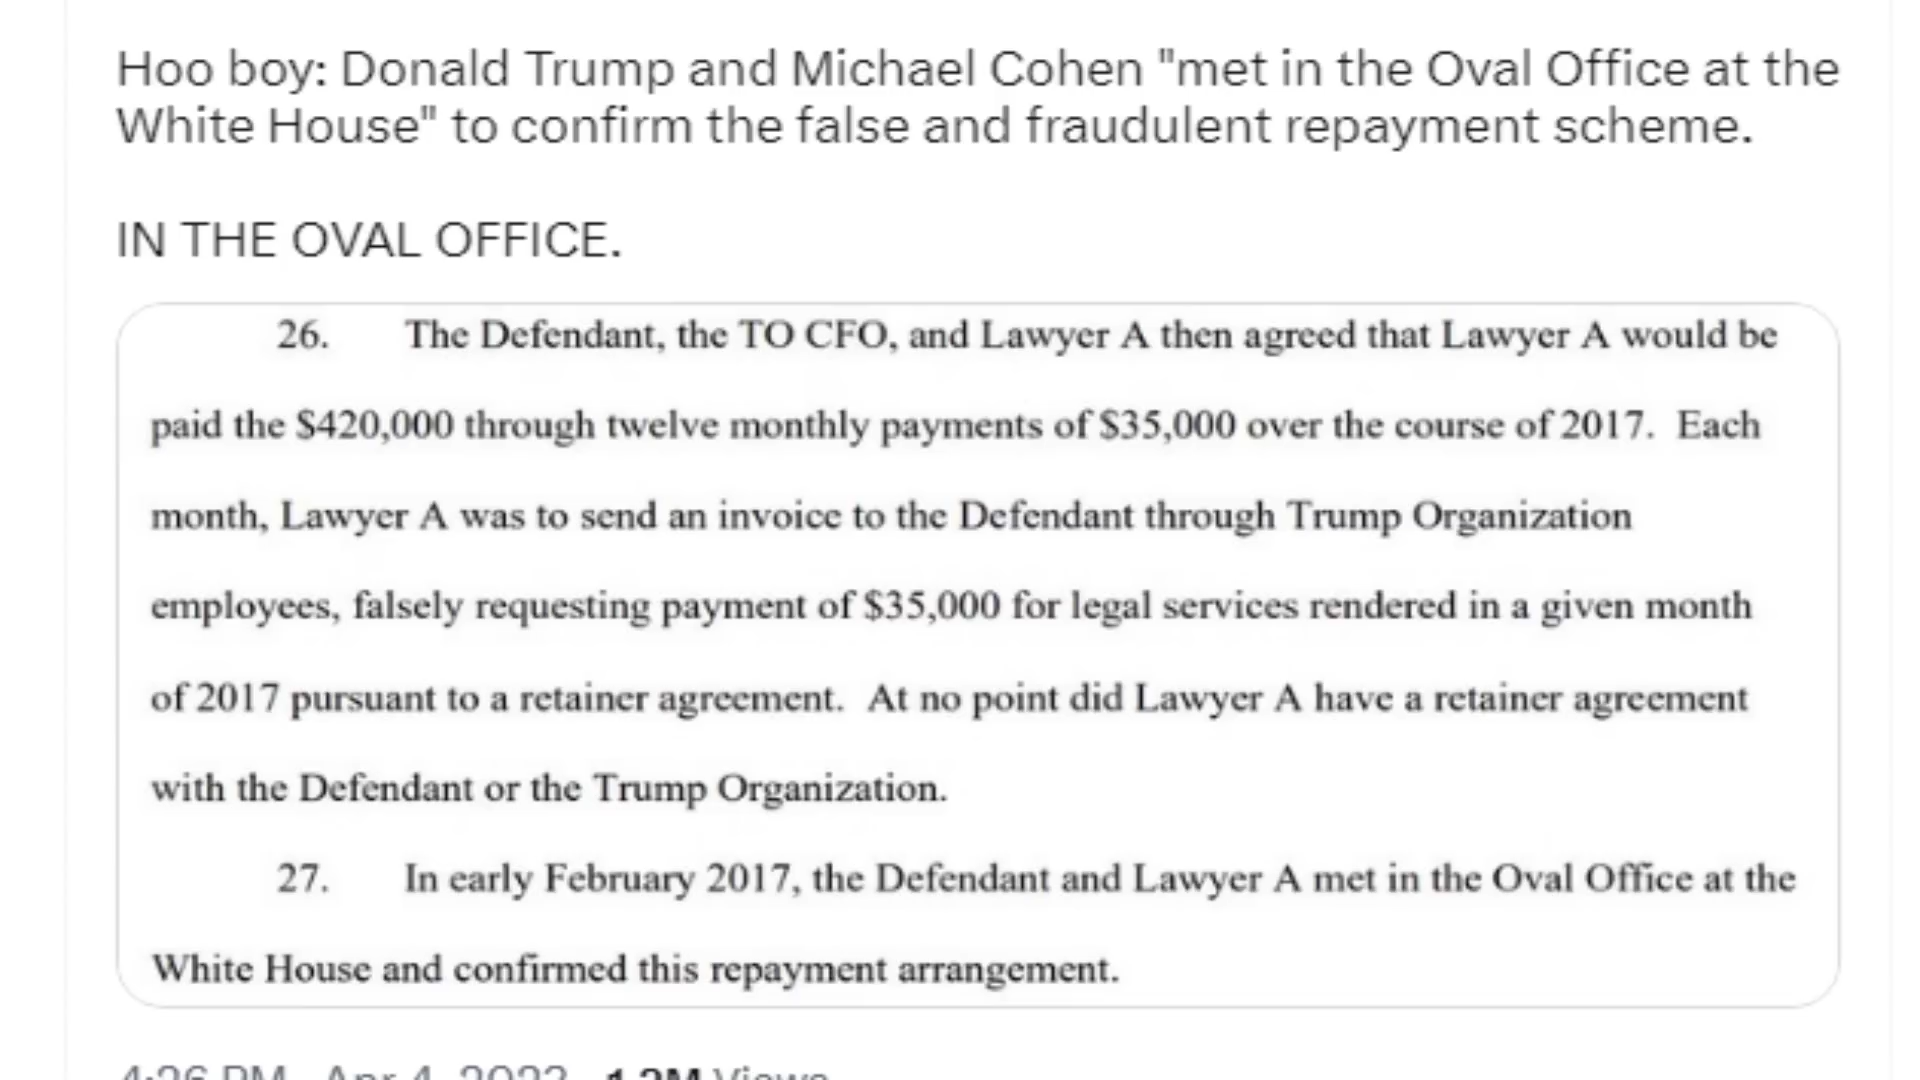 Hoo boy: Donald Trump and Michael Cohen "met in the Oval Office at the
White House" to confirm the false and fraudulent repayment scheme.
IN THE OVAL OFFICE.
26. The Defendant, the TO CFO, and Lawyer A then agreed that Lawyer A would be
paid the $420,000 through twelve monthly payments of $35,000 over the course of 2017. Each
month, Lawyer A was to send an invoice to the Defendant through Trump Organization
employees, falsely requesting payment of $35,000 for legal services rendered in a given month
of 2017 pursuant to a retainer agreement. At no point did Lawyer A have a retainer agreement
with the Defendant or the Trump Organization.
27. In early February 2017, the Defendant and Lawyer A met in the Oval Office at the
White House and confirmed this repayment arrangement.
PM Apr 4, Views